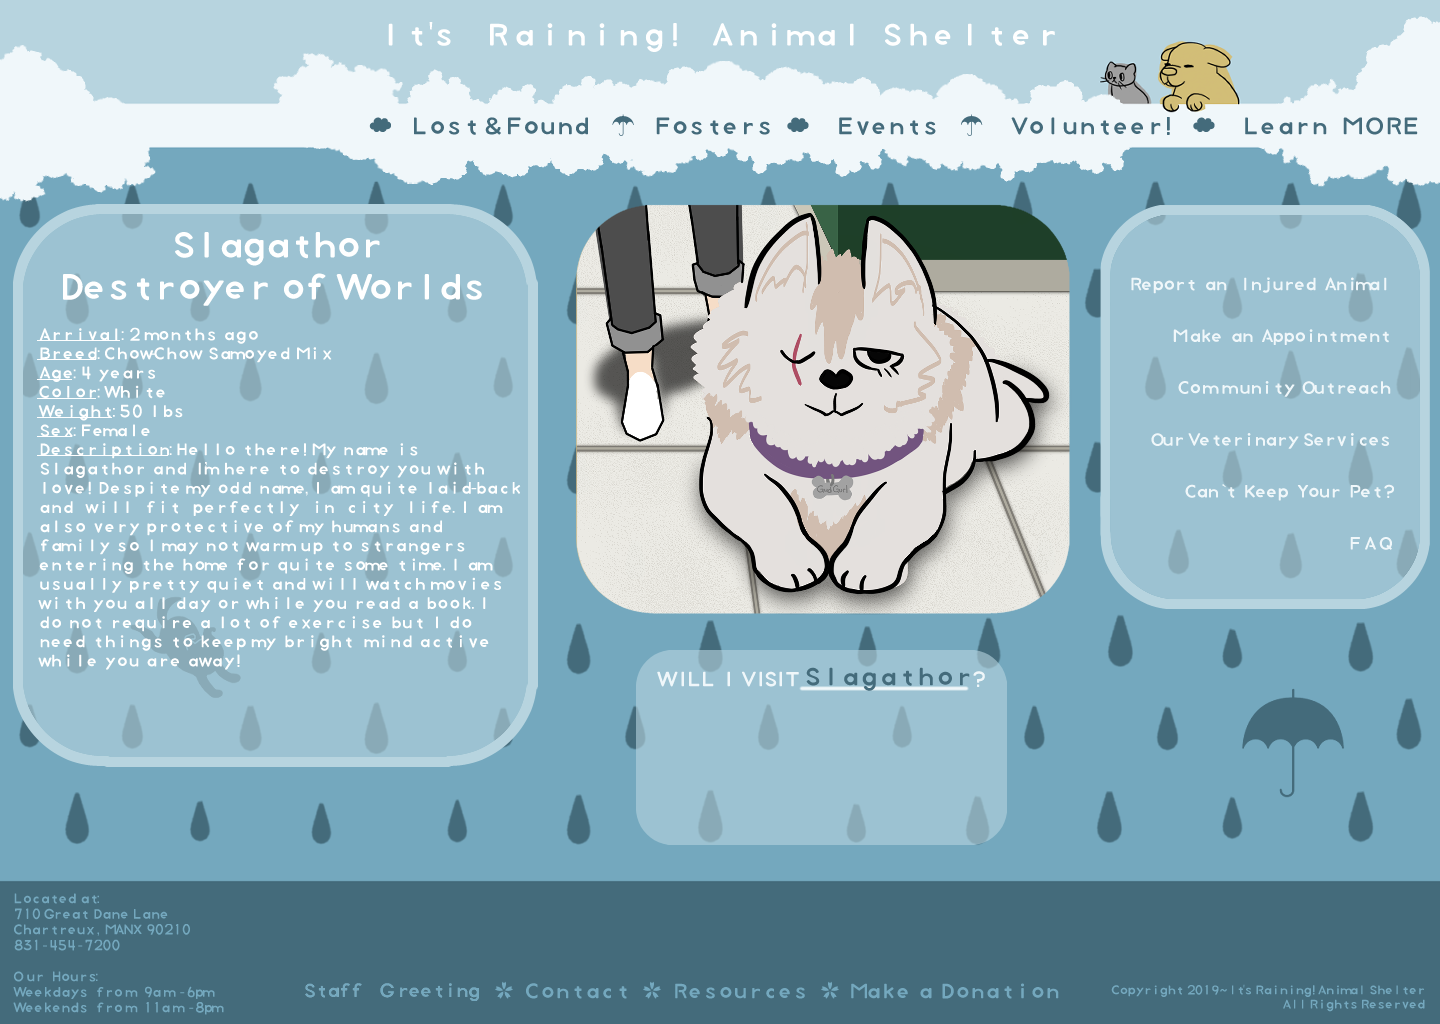 It's Raining! Animal Shelter
Lost&Found Fosters Events Volunteer! Learn MORE
Slagathor
Destroyer of Worlds
Arrival: 2 months ago
Breed: ChowChow Samoyed Mix
Age: 4 years
Color: White
Weight: 50 lbs
Sex: Female
Description: Hello there! My name is
Slagathor and Im here to destroy you with
love! Despite my odd name, I am quite laid-back
and will fit perfectly in city life. I am
also very protective of my humans and
family so I may not warm up to strangers
entering the home for quite some time. I am
usually pretty quiet and will watch movies
with you all day or while you read a book. I
do not require a lot of exercise but I do
need things to keep my bright mind active
while you are away!
Good Girl
WILL I VISIT Slagathor?
Report an Injured Animal
Make an Appointment
Community Outreach
Our Veterinary Services
Can't Keep Your Pet?
FAQ
Located at:
710 Great Dane Lane
Chartreux, MANX 90210
831-454-7200
Our Hours:
Weekdays from 9am-6pm
Weekends from 11am-8pm
Staff Greeting Contact Resources Make a Donation
Copyright 2019~It's Raining! Animal Shelter
All Rights Reserved